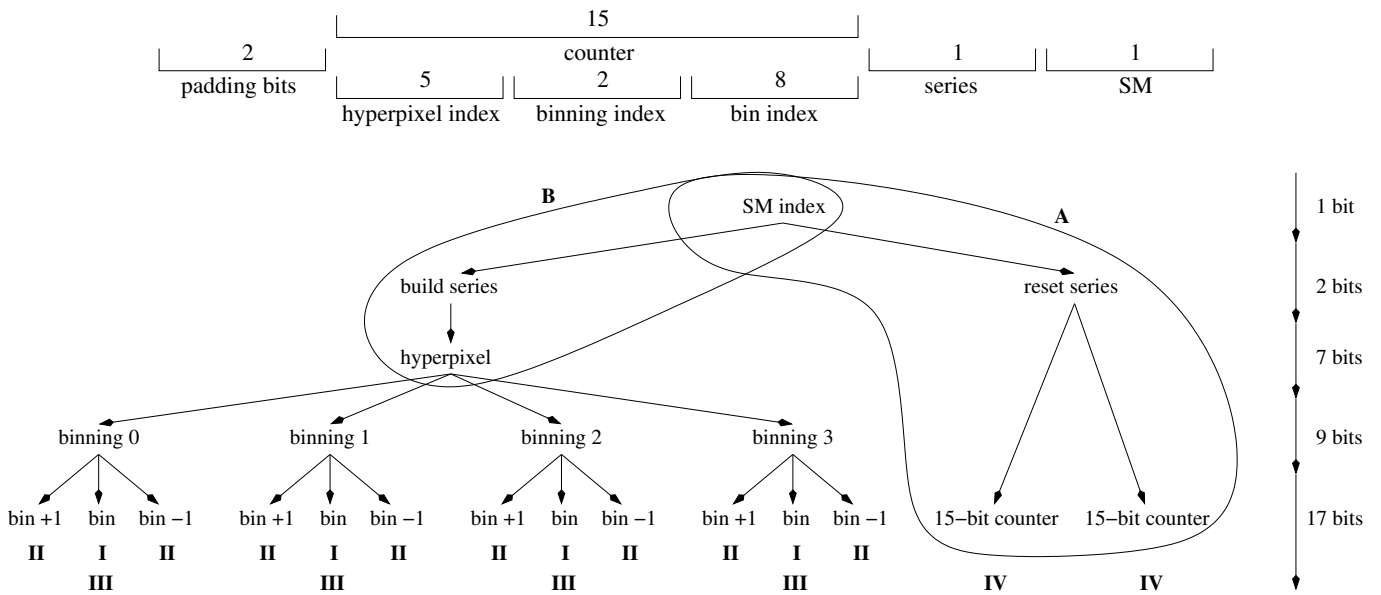 15
counter
2 1 1
padding bits series SM
5 2 8
hyperpixel index binning index bin index
B SM index A 1 bit
build series reset series 2 bits
hyperpixel 7 bits
binning 0 binning 1 binning 2 binning 3 9 bits
bin +1 bin bin −1 bin +1 bin bin −1 bin +1 bin bin −1 bin +1 bin bin −1 15−bit counter 15−bit counter 17 bits
II I II II I II II I II II I II
III III III III IV IV